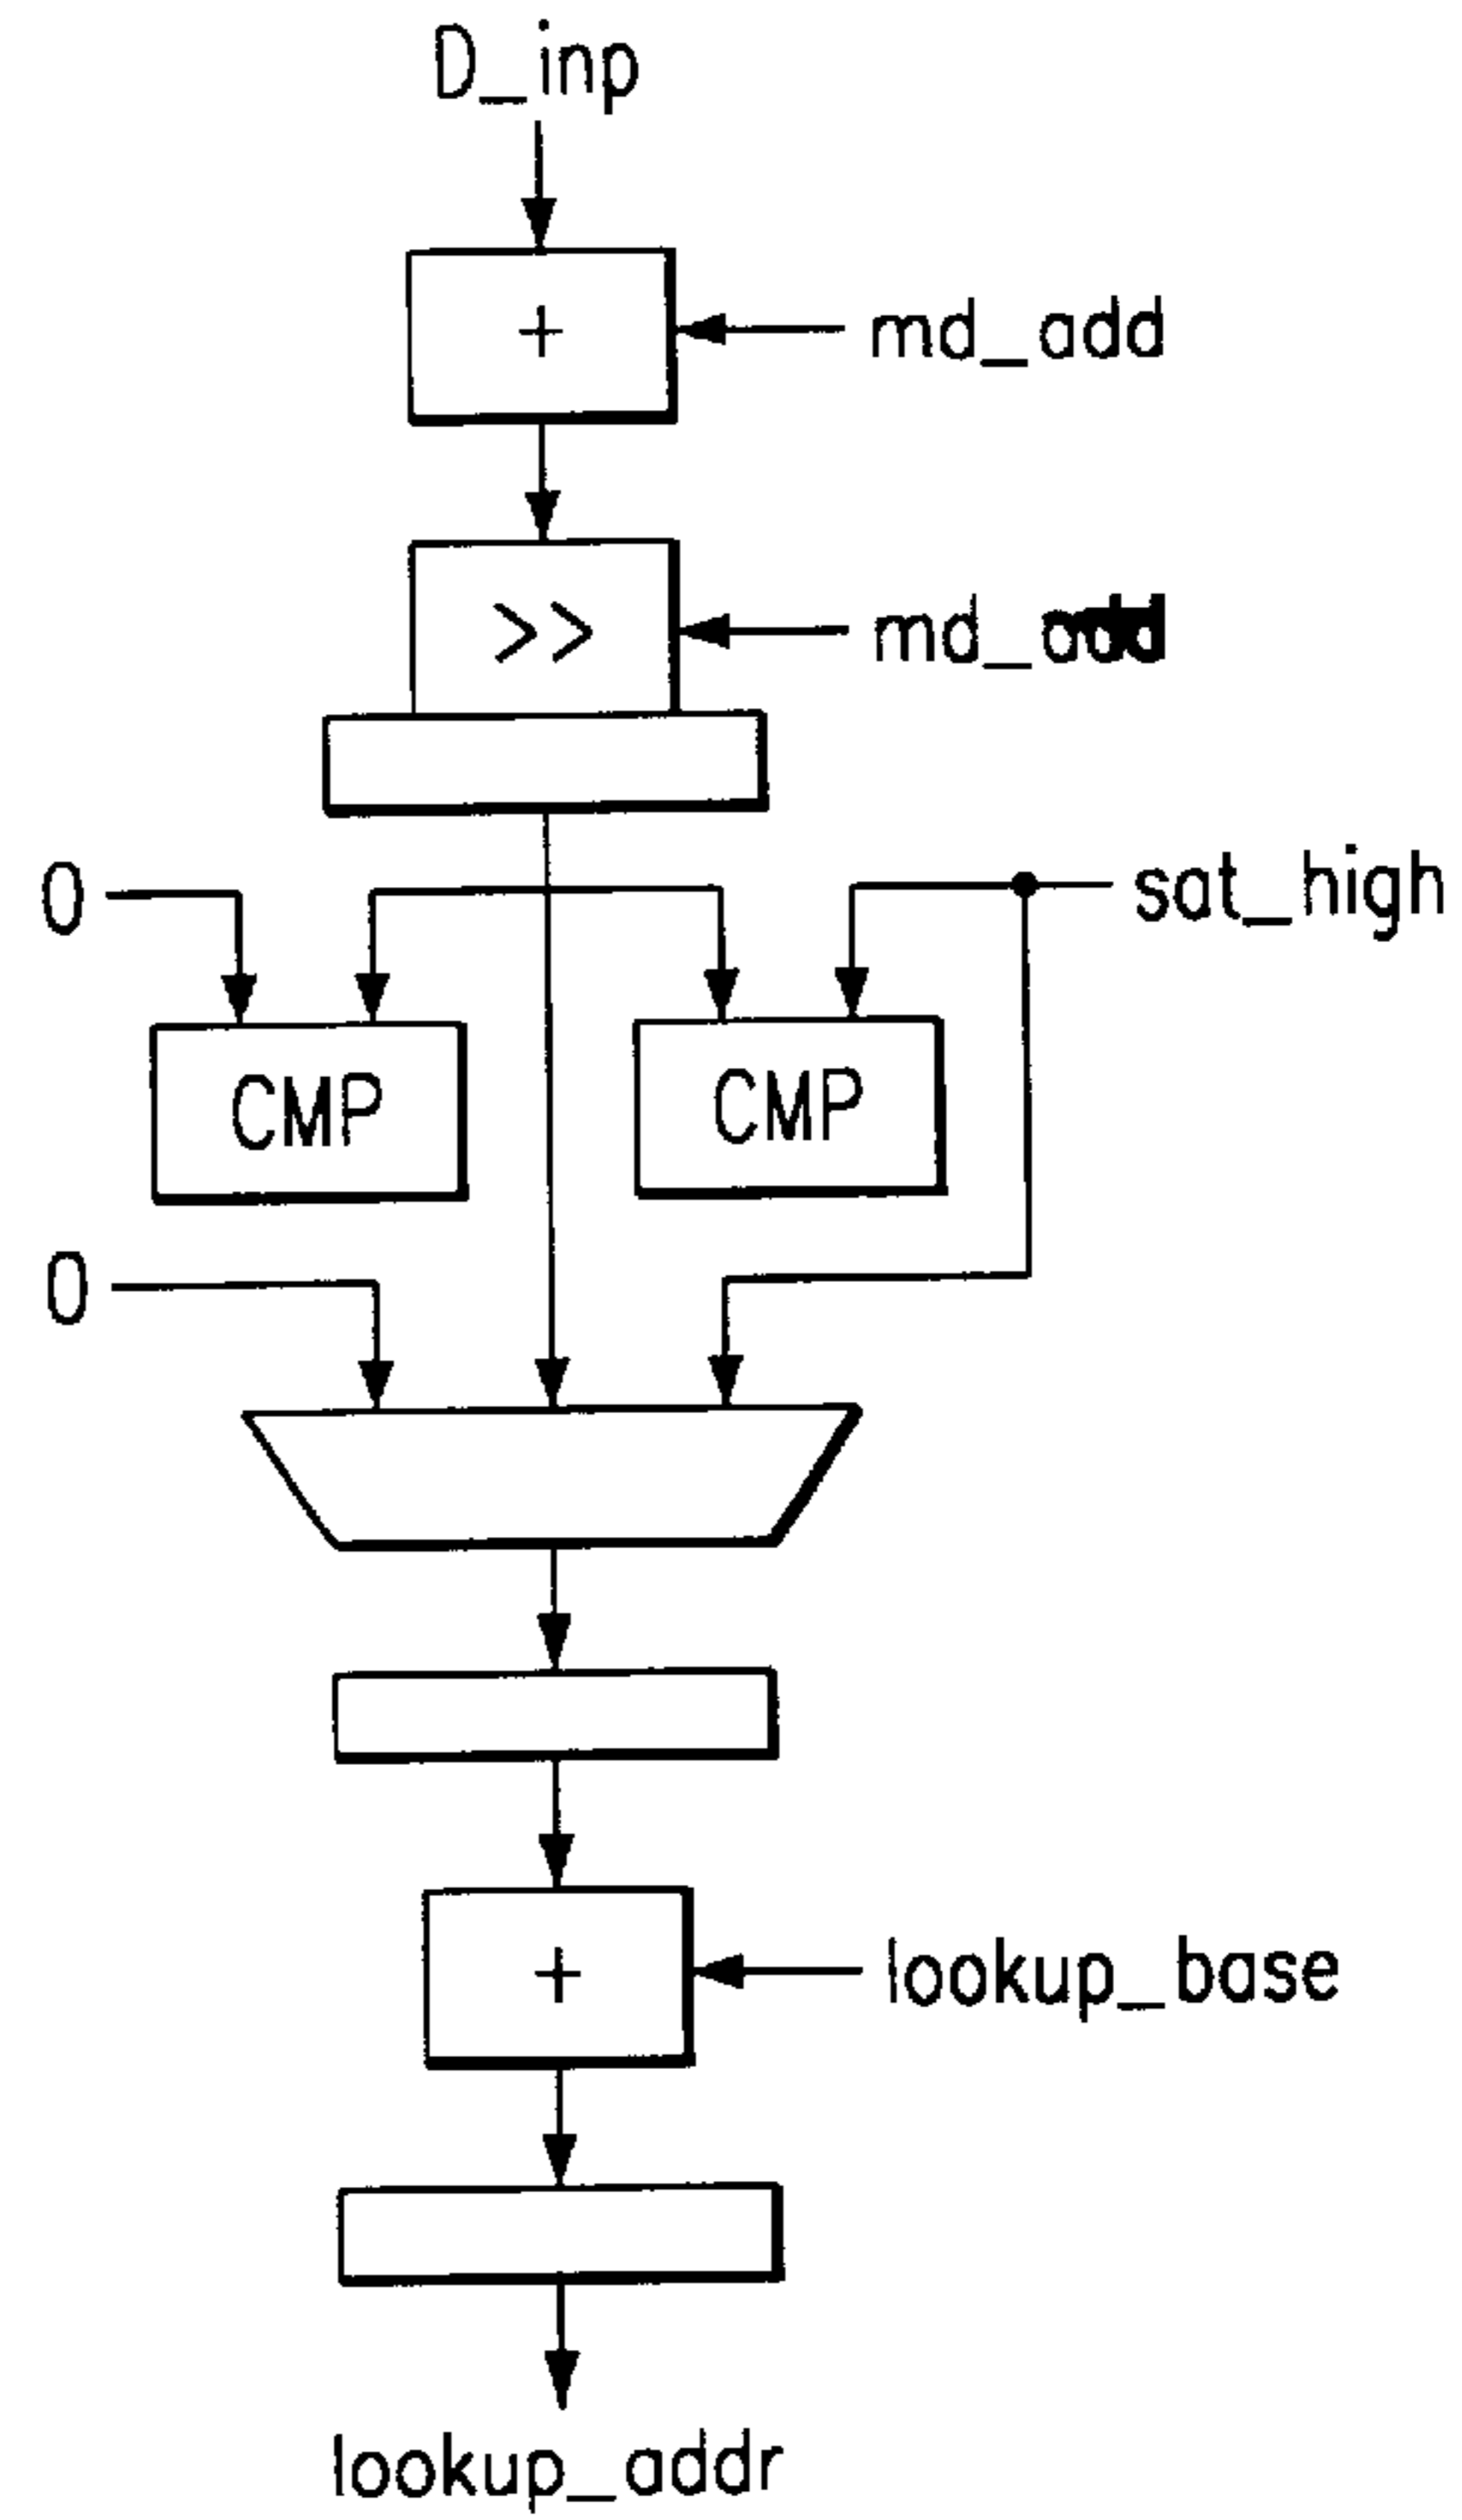 D_inp
+
md_add
>>
0
sat_high
CMP
CMP
0
+
lookup_base
lookup_addr